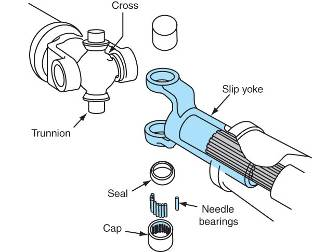 Cross
Slip yoke
Trunnion
Seal
Needle
bearings
Cap